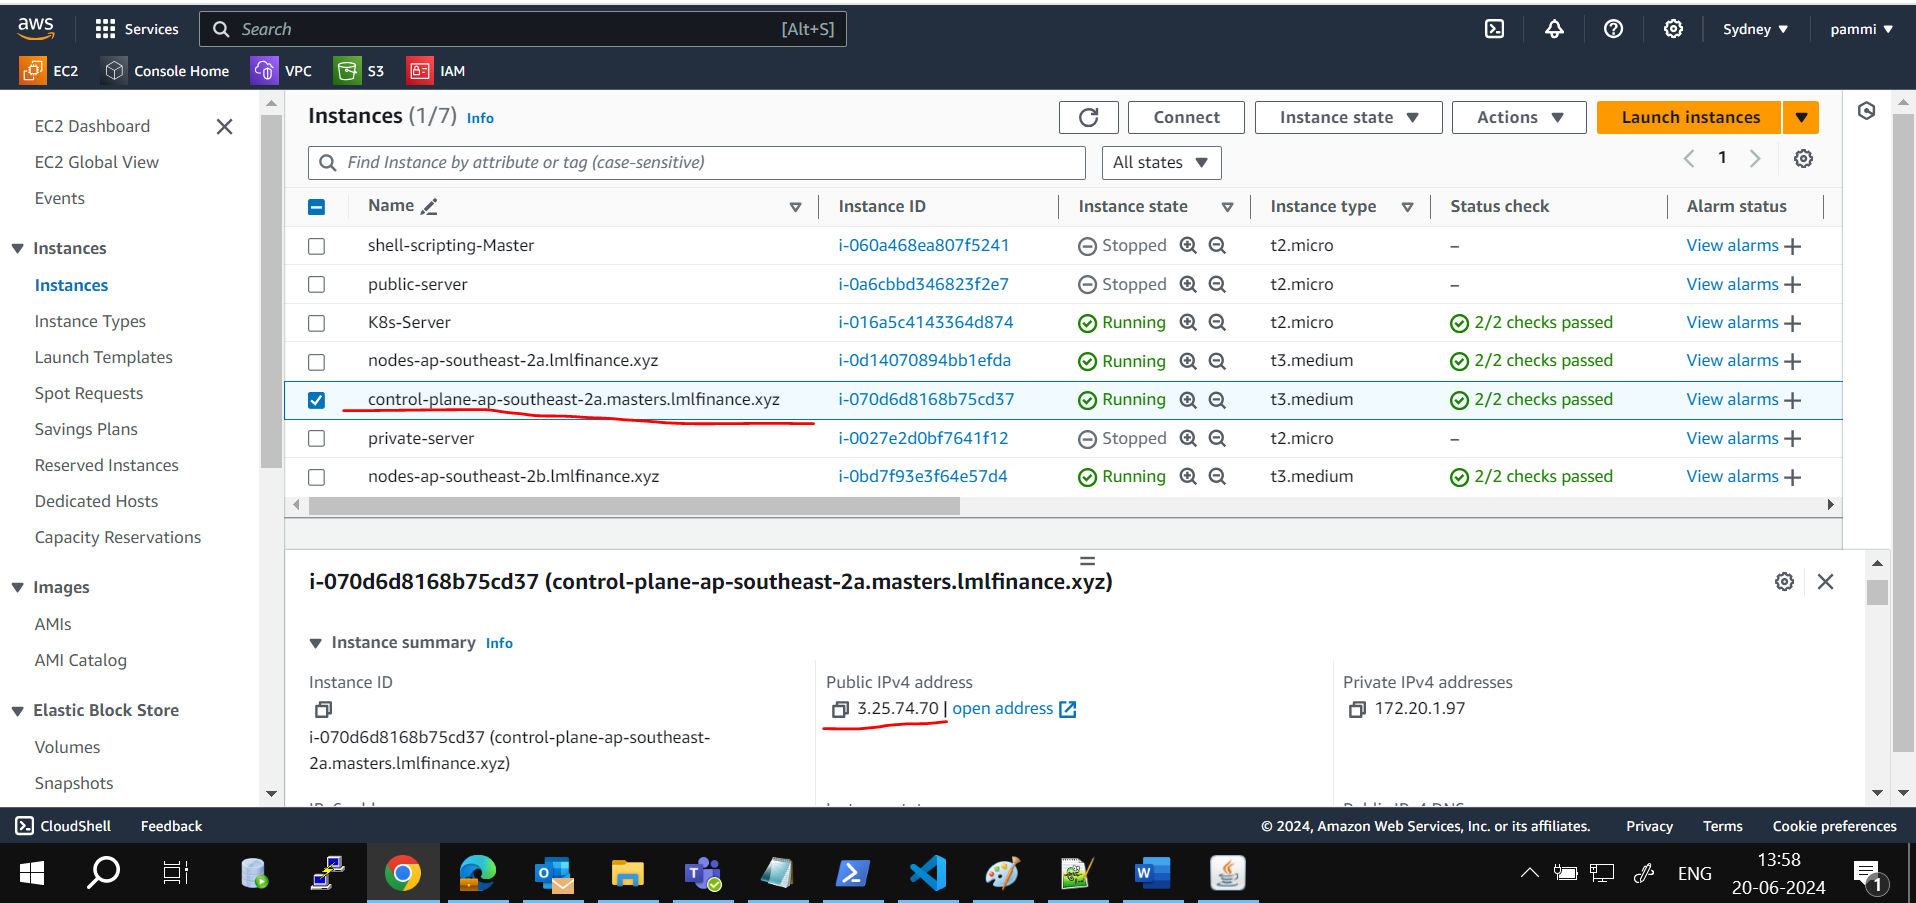 aws Services Search [Alt+S] Sydney ▼ pammi ▼
EC2 Console Home VPC S3 IAM
EC2 Dashboard
EC2 Global View
Events
Instances
Instances
Instance Types
Launch Templates
Spot Requests
Savings Plans
Reserved Instances
Dedicated Hosts
Capacity Reservations
Images
AMIs
AMI Catalog
Elastic Block Store
Volumes
Snapshots
Instances (1/7) Info Connect Instance state ▼ Actions ▼ Launch instances ▼
Find Instance by attribute or tag (case-sensitive) All states ▼ 1
Name Instance ID Instance state Instance type Status check Alarm status
shell-scripting-Master i-060a468ea807f5241 Stopped t2.micro – View alarms +
public-server i-0a6cbbd346823f2e7 Stopped t2.micro – View alarms +
K8s-Server i-016a5c4143364d874 Running t2.micro 2/2 checks passed View alarms +
nodes-ap-southeast-2a.lmlfinance.xyz i-0d14070894bb1efda Running t3.medium 2/2 checks passed View alarms +
control-plane-ap-southeast-2a.masters.lmlfinance.xyz i-070d6d8168b75cd37 Running t3.medium 2/2 checks passed View alarms +
private-server i-0027e2d0bf7641f12 Stopped t2.micro – View alarms +
nodes-ap-southeast-2b.lmlfinance.xyz i-0bd7f93e3f64e57d4 Running t3.medium 2/2 checks passed View alarms +
i-070d6d8168b75cd37 (control-plane-ap-southeast-2a.masters.lmlfinance.xyz)
Instance summary Info
Instance ID
i-070d6d8168b75cd37 (control-plane-ap-southeast-
2a.masters.lmlfinance.xyz)
Public IPv4 address
3.25.74.70 | open address
Private IPv4 addresses
172.20.1.97
CloudShell Feedback © 2024, Amazon Web Services, Inc. or its affiliates. Privacy Terms Cookie preferences
ENG 13:58
20-06-2024 1